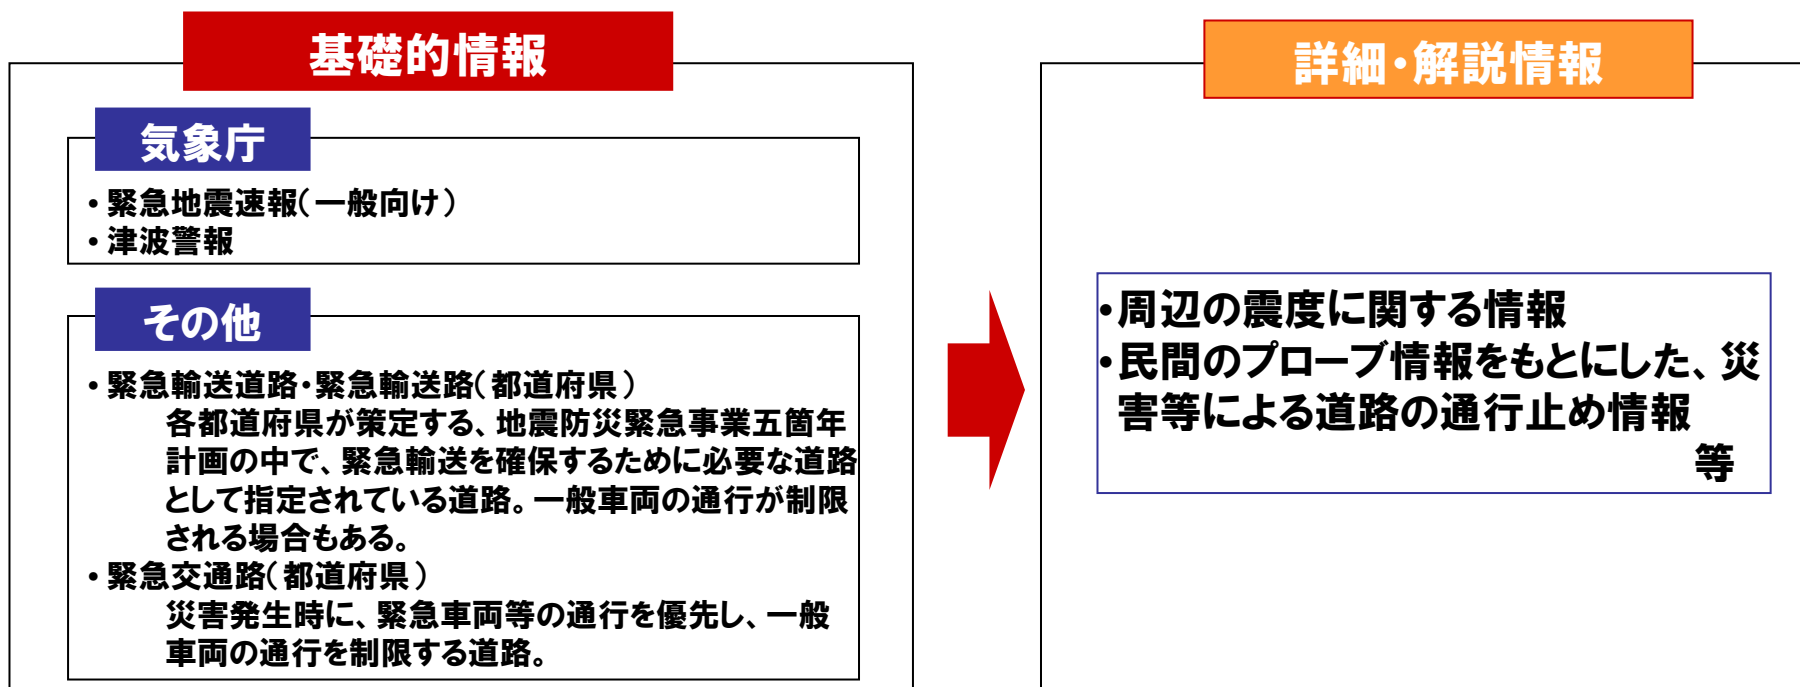 基礎的情報
気象庁
・緊急地震速報(一般向け)
・津波警報
その他
・緊急輸送道路・緊急輸送路(都道府県)
各都道府県が策定する、地震防災緊急事業五箇年
計画の中で、緊急輸送を確保するために必要な道路
として指定されている道路。一般車両の通行が制限
される場合もある。
・緊急交通路(都道府県)
災害発生時に、緊急車両等の通行を優先し、一般
車両の通行を制限する道路。
詳細・解説情報
・周辺の震度に関する情報
・民間のプローブ情報をもとにした、災
害等による道路の通行止め情報
等